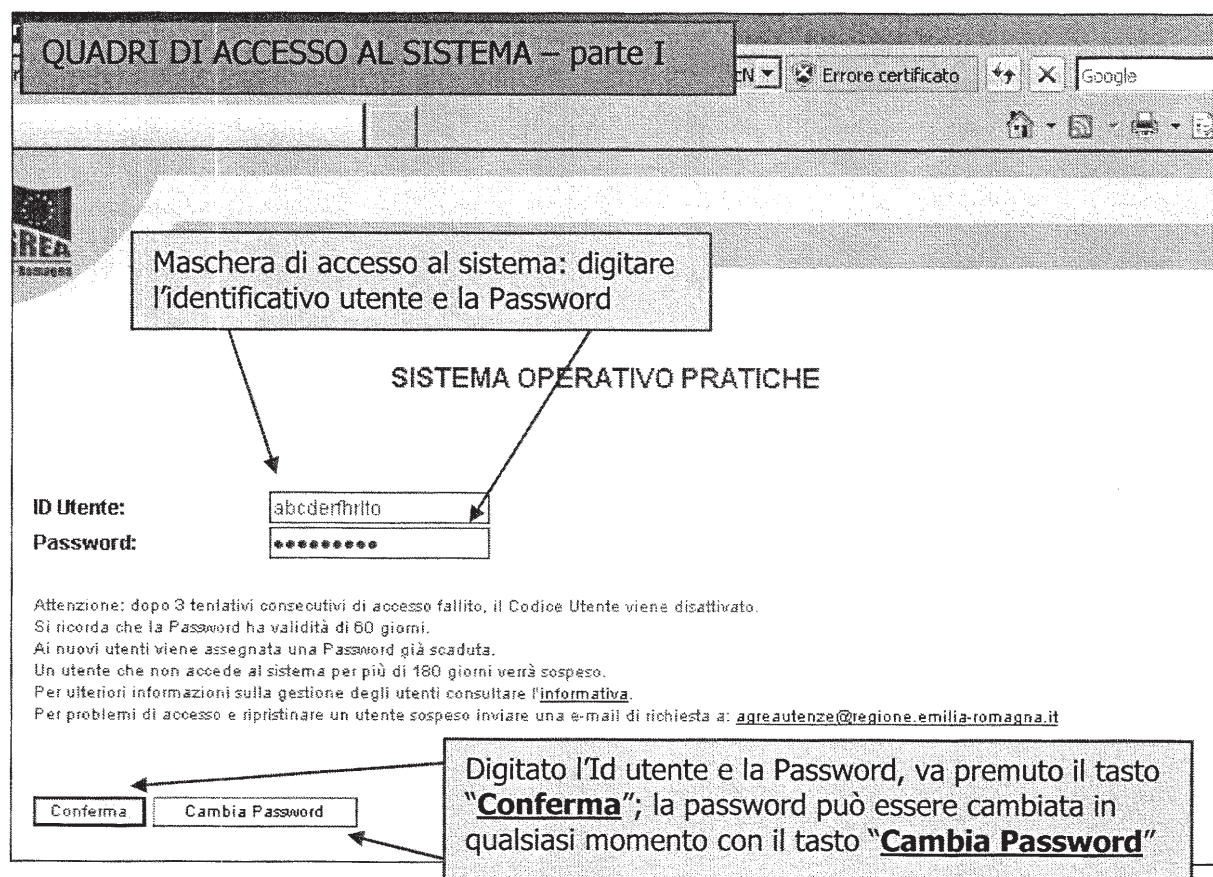 QUADRI DI ACCESSO AL SISTEMA – parte I
Errore certificato
Google
Maschera di accesso al sistema: digitare
l'identificativo utente e la Password
SISTEMA OPERATIVO PRATICHE
ID Utente:
Password:
Attenzione: dopo 3 tentativi consecutivi di accesso fallito, il Codice Utente viene disattivato.
Si ricorda che la Password ha validità di 60 giorni.
Ai nuovi utenti viene assegnata una Password già scaduta.
Un utente che non accede al sistema per più di 180 giorni verrà sospeso.
Per ulteriori informazioni sulla gestione degli utenti consultare l'informativa.
Per problemi di accesso e ripristinare un utente sospeso inviare una e-mail di richiesta a: agreautenze@regione.emilia-romagna.it
Conferma Cambia Password
Digitato l'Id utente e la Password, va premuto il tasto
"Conferma"; la password può essere cambiata in
qualsiasi momento con il tasto "Cambia Password"